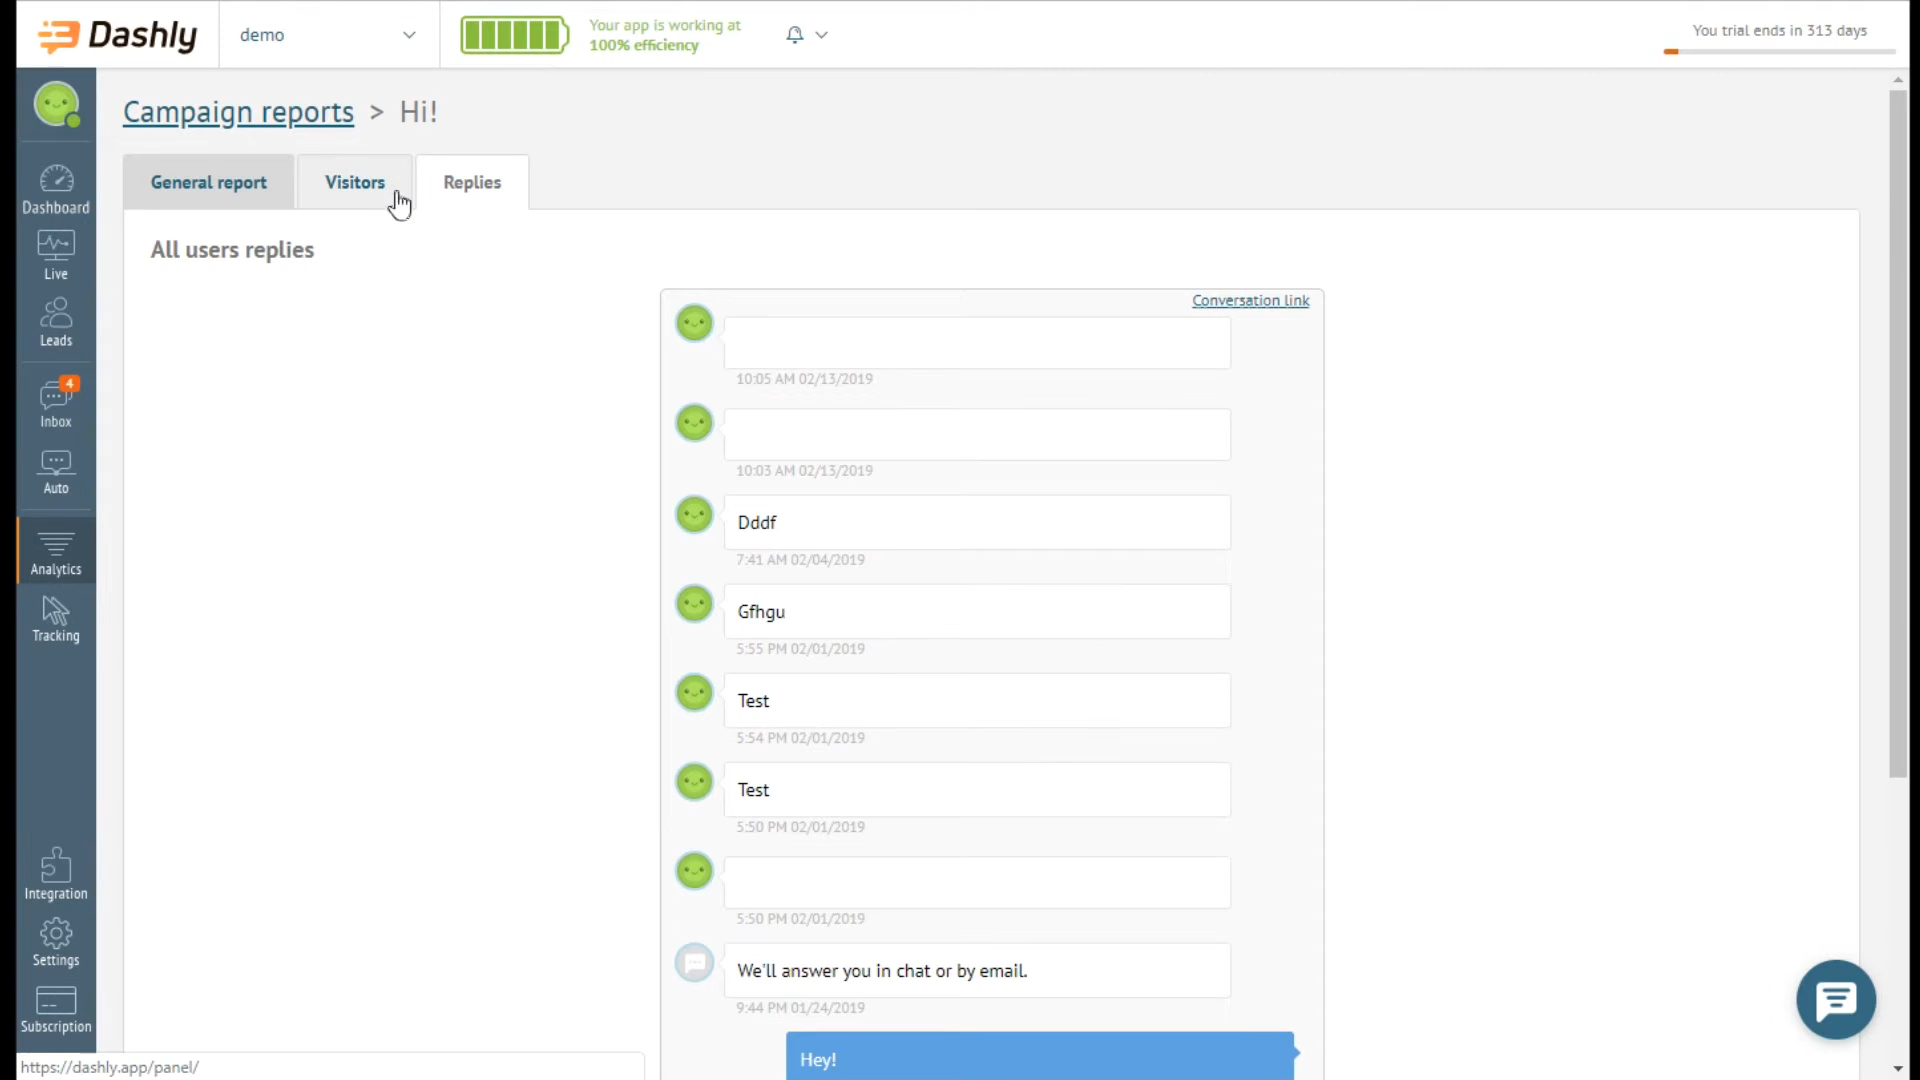 Dashly
demo
Your app is working at
100% efficiency
You trial ends in 313 days
Campaign reports > Hi!
General report
Visitors
Replies
All users replies
Conversation link
10:05 AM 02/13/2019
10:03 AM 02/13/2019
Dddf
7:41 AM 02/04/2019
Gfhgu
5:55 PM 02/01/2019
Test
5:54 PM 02/01/2019
Test
5:50 PM 02/01/2019
5:50 PM 02/01/2019
We'll answer you in chat or by email.
9:44 PM 01/24/2019
Hey!
Dashboard
Live
Leads
4
Inbox
Auto
Analytics
Tracking
Integration
Settings
Subscription
https://dashly.app/panel/